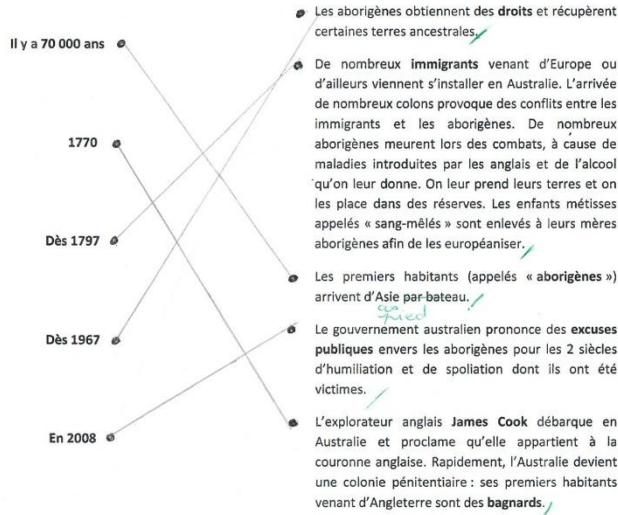 Il y a 70 000 ans
1770
Dès 1797
Dès 1967
En 2008
Les aborigènes obtiennent des droits et récupèrent
certaines terres ancestrales.
De nombreux immigrants venant d'Europe ou
d'ailleurs viennent s'installer en Australie. L'arrivée
de nombreux colons provoque des conflits entre les
immigrants et les aborigènes. De nombreux
aborigènes meurent lors des combats, à cause de
maladies introduites par les anglais et de l'alcool
qu'on leur donne. On leur prend leurs terres et on
les place dans des réserves. Les enfants métisses
appelés « sang-mêlés » sont enlevés à leurs mères
aborigènes afin de les européaniser.
Les premiers habitants (appelés « aborigènes »)
arrivent d'Asie par bateau.
pied
Le gouvernement australien prononce des excuses
publiques envers les aborigènes pour les 2 siècles
d'humiliation et de spoliation dont ils ont été
victimes.
L'explorateur anglais James Cook débarque en
Australie et proclame qu'elle appartient à la
couronne anglaise. Rapidement, l'Australie devient
une colonie pénitentiaire : ses premiers habitants
venant d'Angleterre sont des bagnards.